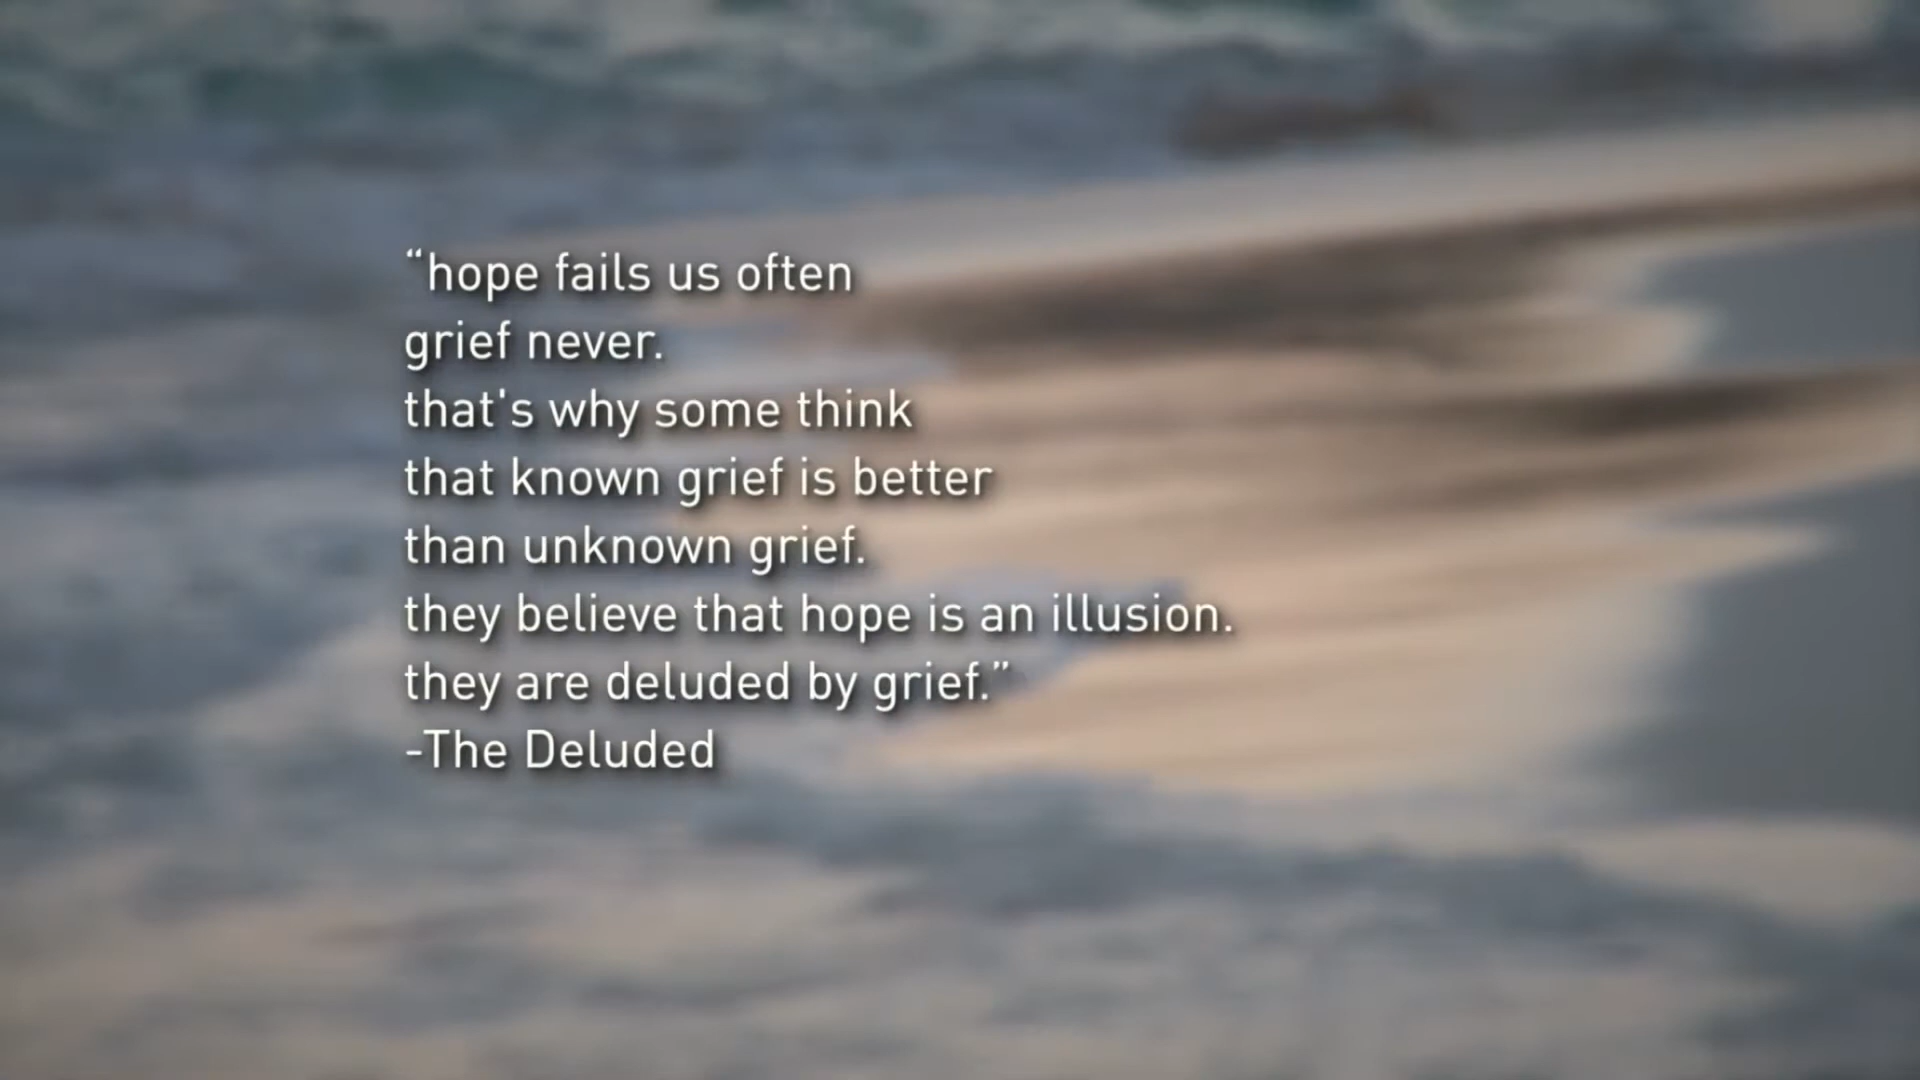 “hope fails us often
grief never.
that's why some think
that known grief is better
than unknown grief.
they believe that hope is an illusion.
they are deluded by grief.”
-The Deluded